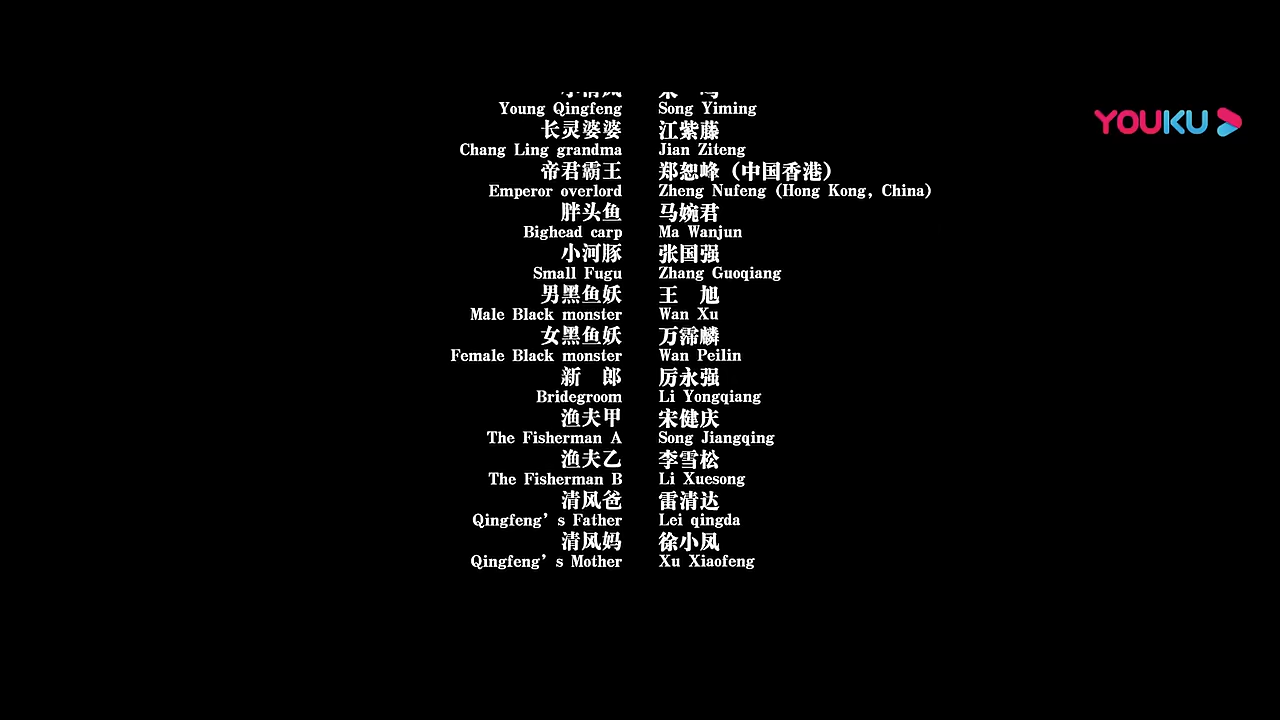 Young Qingfeng Song Yiming
长灵婆婆 江紫藤
Chang Ling grandma Jian Ziteng
帝君霸王 郑恕峰（中国香港）
Emperor overlord Zheng Nufeng (Hong Kong, China)
胖头鱼 马婉君
Bighead carp Ma Wanjun
小河豚 张国强
Small Fugu Zhang Guoqiang
男黑鱼妖 王 旭
Male Black monster Wan Xu
女黑鱼妖 万霈麟
Female Black monster Wan Peilin
新 郎 厉永强
Bridegroom Li Yongqiang
渔夫甲 宋健庆
The Fisherman A Song Jiangqing
渔夫乙 李雪松
The Fisherman B Li Xuesong
清风爸 雷清达
Qingfeng's Father Lei qingda
清风妈 徐小凤
Qingfeng's Mother Xu Xiaofeng
YOUKU